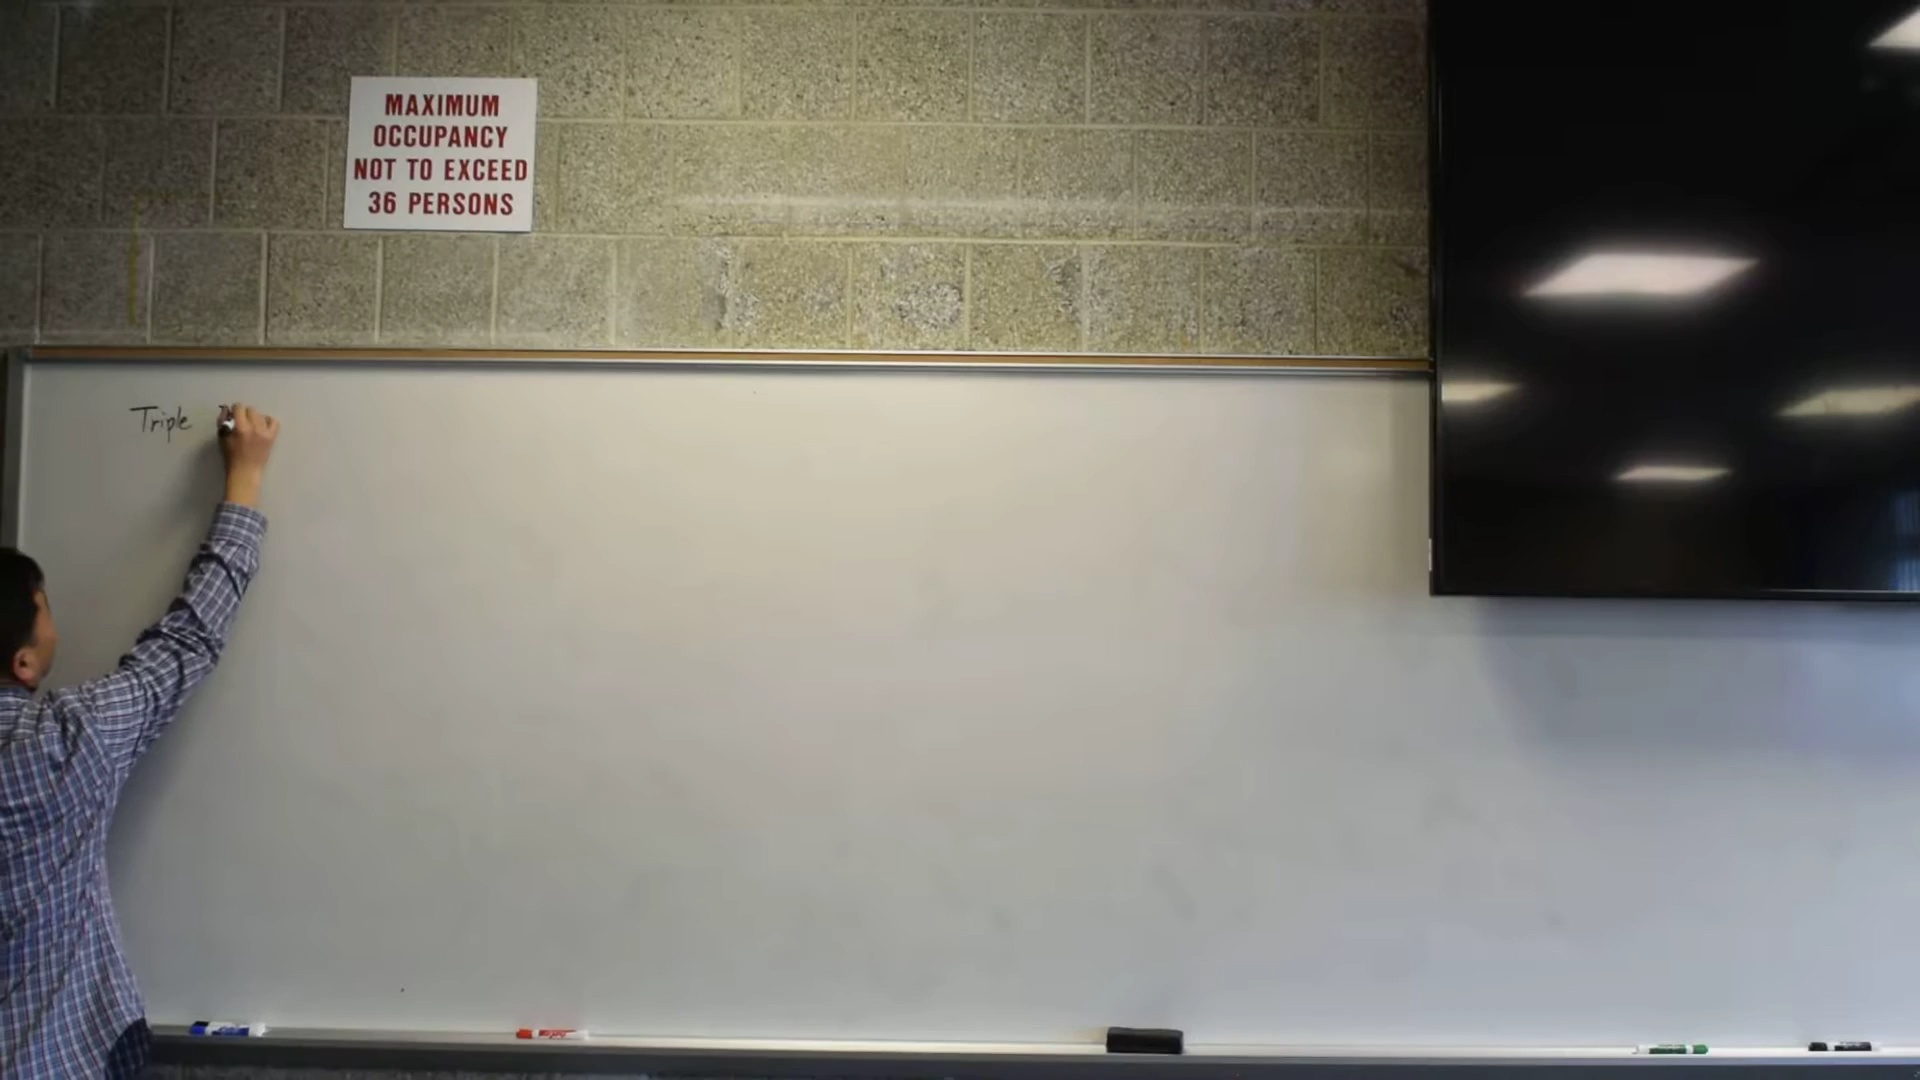 MAXIMUM
OCCUPANCY
NOT TO EXCEED
36 PERSONS
Triple